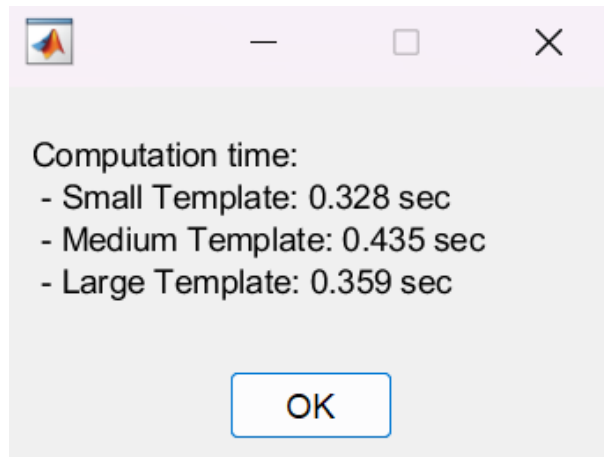 Computation time:
- Small Template: 0.328 sec
- Medium Template: 0.435 sec
- Large Template: 0.359 sec
OK